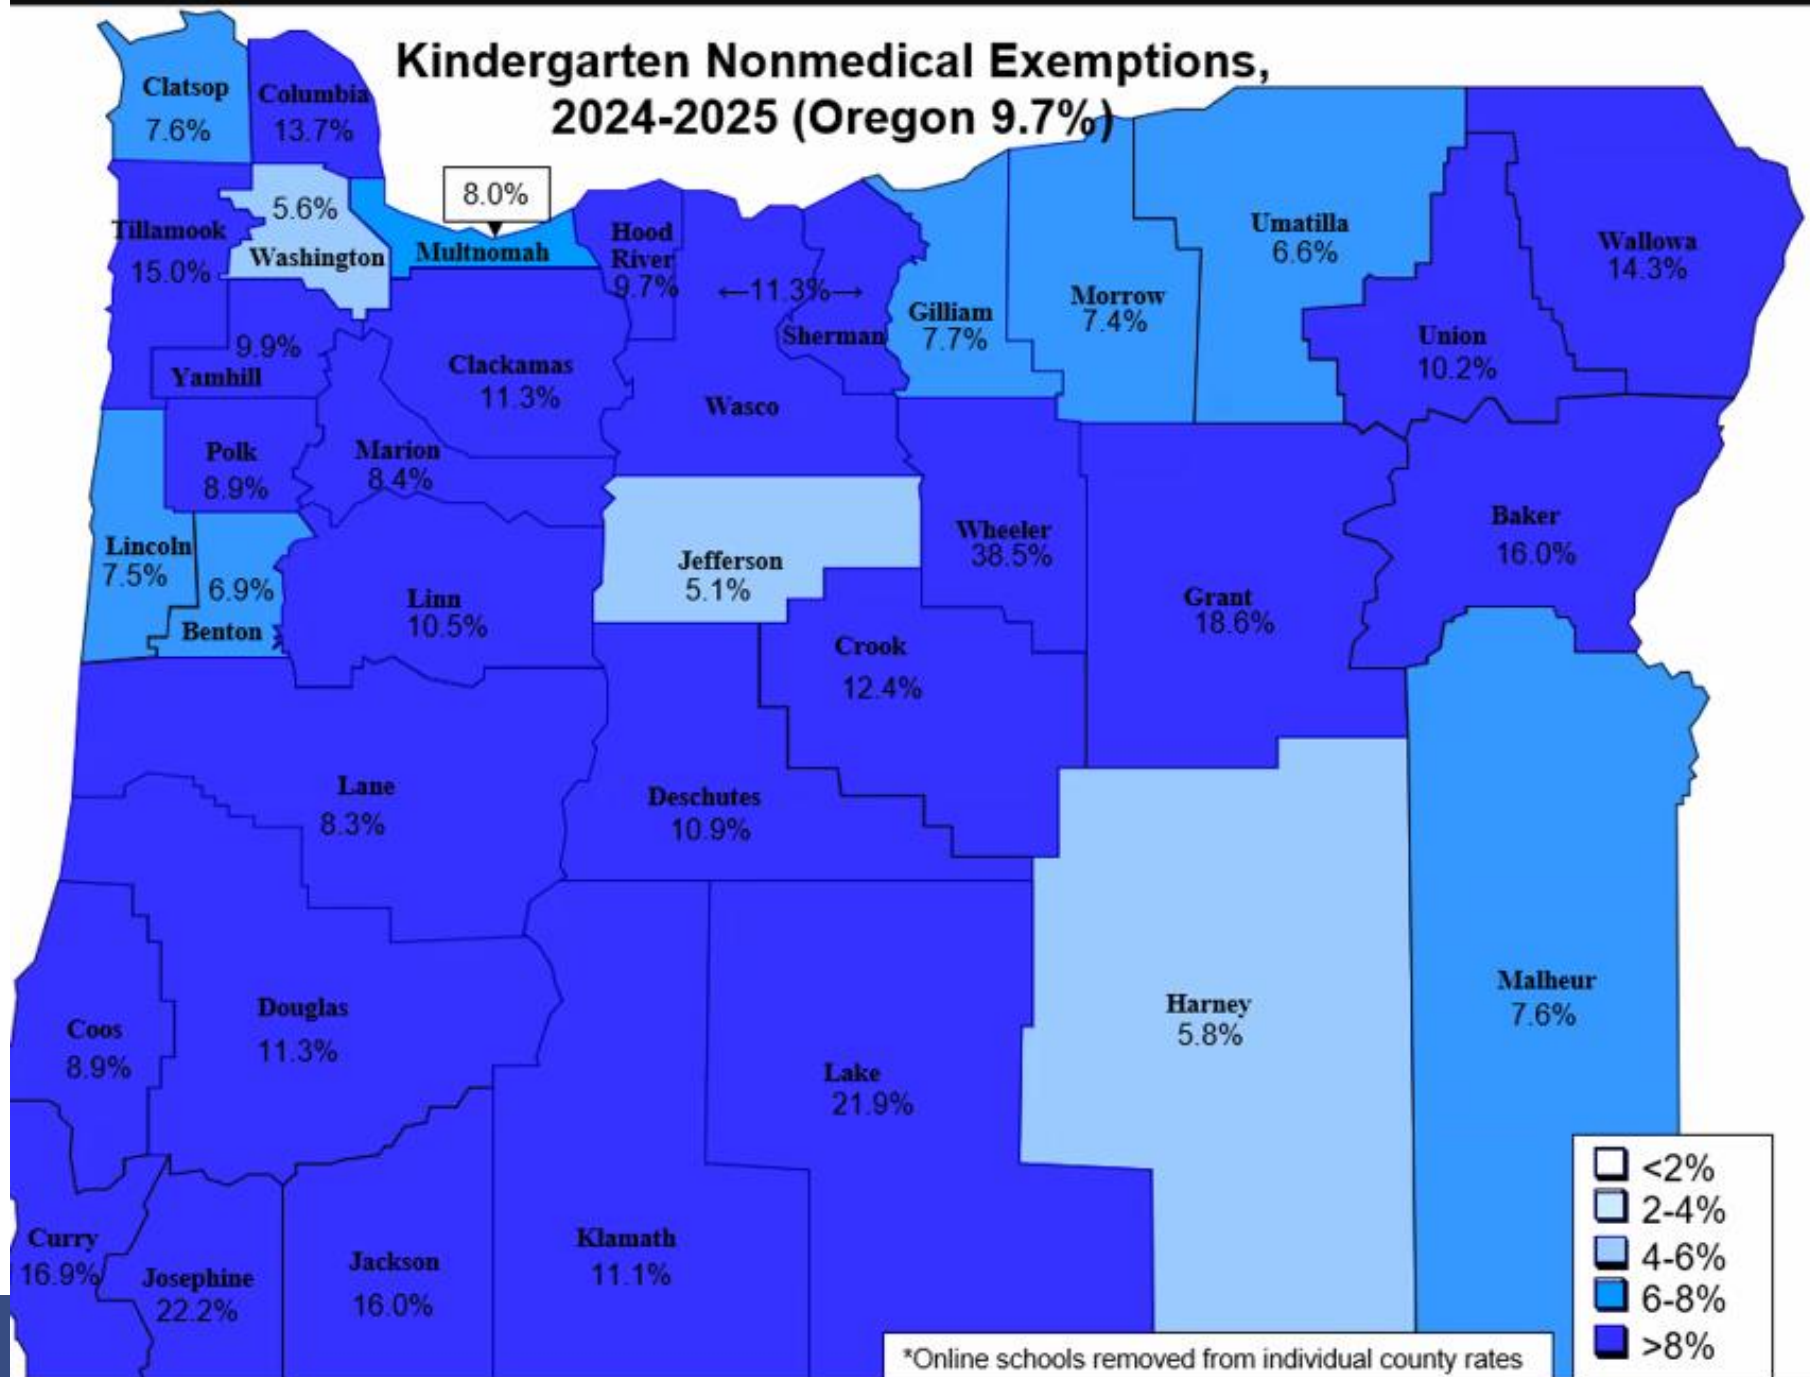 Kindergarten Nonmedical Exemptions,
2024-2025 (Oregon 9.7%)
Clatsop
7.6%
Columbia
13.7%
8.0%
Multnomah
5.6%
Washington
Tillamook
15.0%
Hood
River
9.7%
←11.3%→
Sherman
Wasco
Gilliam
7.7%
Morrow
7.4%
Umatilla
6.6%
Wallowa
14.3%
Union
10.2%
9.9%
Yamhill
Clackamas
11.3%
Polk
8.9%
Marion
8.4%
Lincoln
7.5%
6.9%
Benton
Linn
10.5%
Jefferson
5.1%
Wheeler
38.5%
Grant
18.6%
Baker
16.0%
Crook
12.4%
Lane
8.3%
Deschutes
10.9%
Coos
8.9%
Douglas
11.3%
Lake
21.9%
Harney
5.8%
Malheur
7.6%
Curry
16.9%
Josephine
22.2%
Jackson
16.0%
Klamath
11.1%
<2%
2-4%
4-6%
6-8%
>8%
*Online schools removed from individual county rates